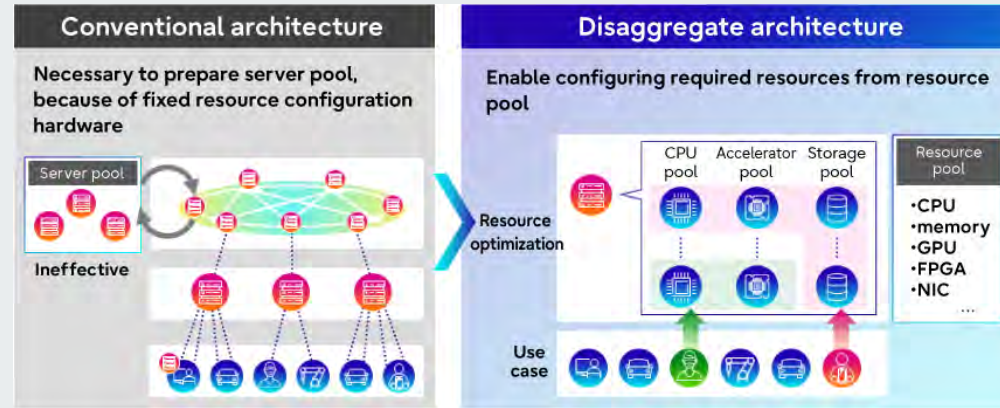 Conventional architecture
Necessary to prepare server pool,
because of fixed resource configuration
hardware
Server pool
Ineffective
Disaggregate architecture
Enable configuring required resources from resource
pool
Resource
optimization
CPU
pool
Accelerator
pool
Storage
pool
Resource
pool
•CPU
•memory
•GPU
•FPGA
•NIC
...
Use
case